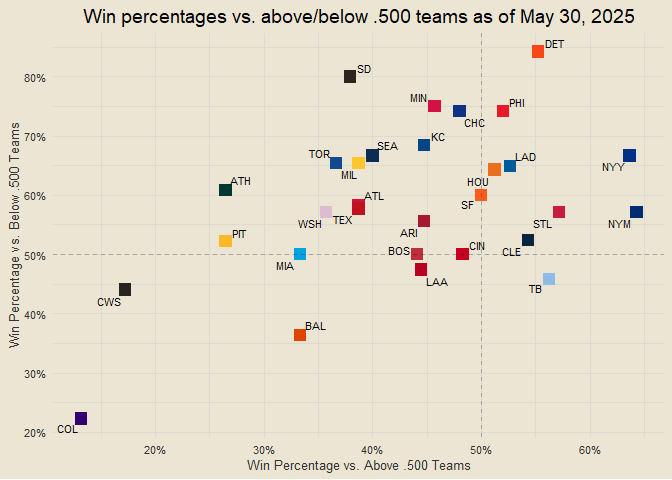 Win percentages vs. above/below .500 teams as of May 30, 2025
Win Percentage vs. Below .500 Teams
80%
70%
60%
50%
40%
30%
20%
DET
SD
MIN
CHC
PHI
KC
SEA
TOR
MIL
LAD
HOU
NYY
ATH
SF
ATL
TEX
WSH
ARI
STL
NYM
PIT
CLE
BOS
CIN
MIA
LAA
TB
CWS
BAL
COL
20%
30%
40%
50%
60%
Win Percentage vs. Above .500 Teams